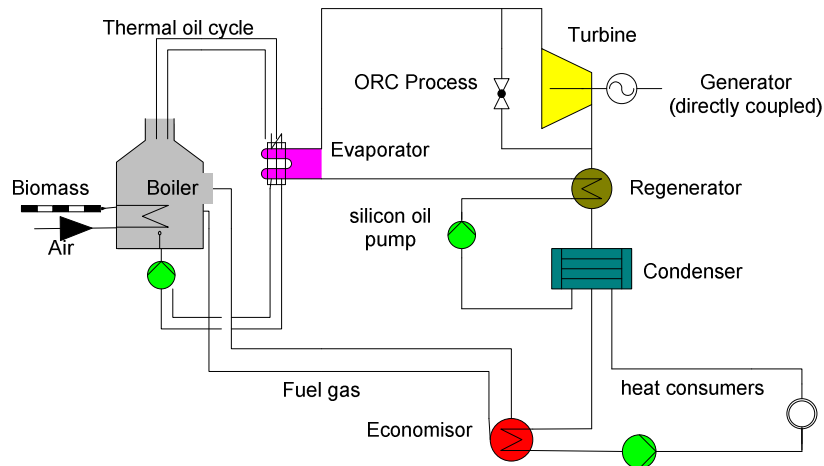 Thermal oil cycle
Turbine
ORC Process
Generator
(directly coupled)
Evaporator
Biomass
Boiler
Regenerator
silicon oil
pump
Air
Condenser
Fuel gas
heat consumers
Economisor